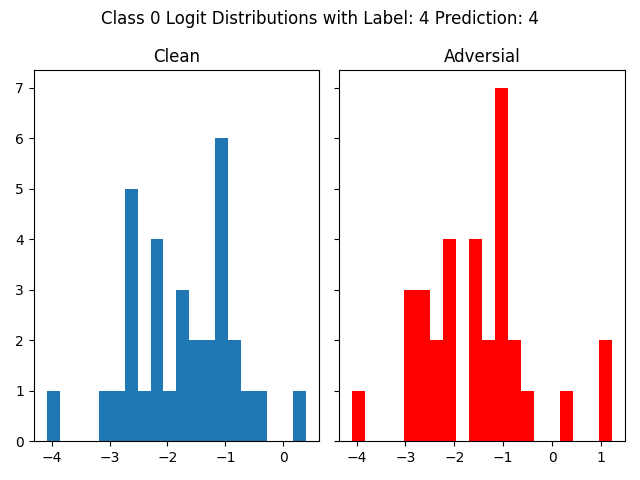 Class 0 Logit Distributions with Label: 4 Prediction: 4
Clean
Adversial
7
6
5
4
3
2
1
0
−4 −3 −2 −1 0
−4 −3 −2 −1 0 1